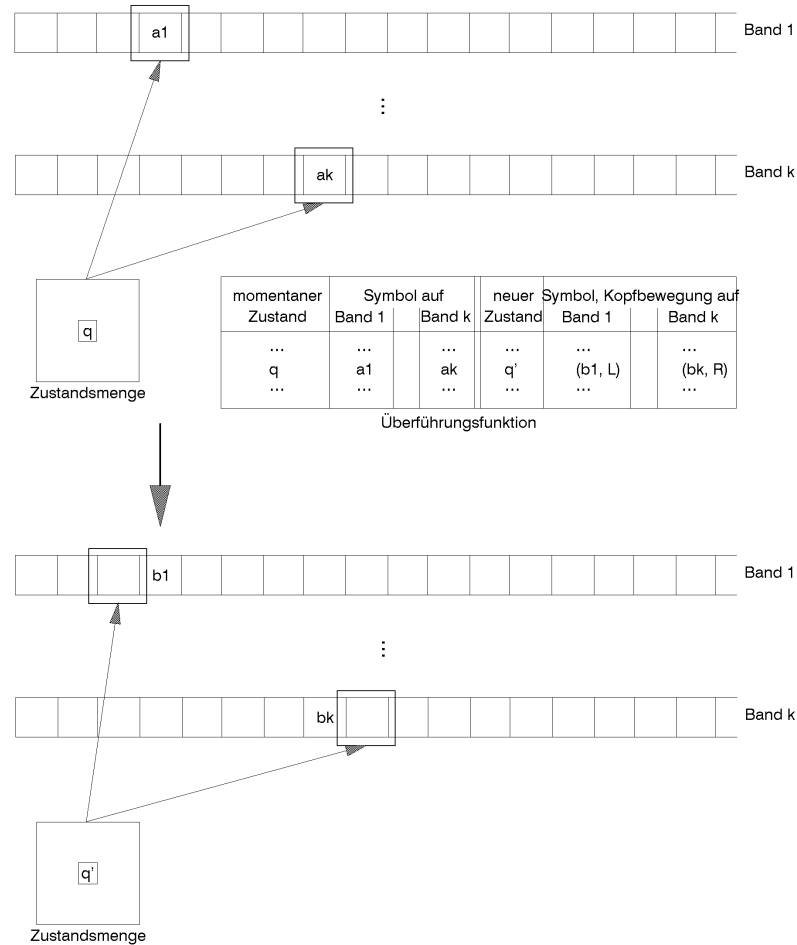 a1 Band 1
⋮
ak Band k
momentaner Symbol auf neuer Symbol, Kopfbewegung auf
Zustand Band 1 Band k Zustand Band 1 Band k
... ... ... ... ... ...
q
q a1 ak q' (b1, L) (bk, R)
... ... ... ... ... ...
Zustandsmenge
Überführungsfunktion
b1 Band 1
⋮
bk Band k
q'
Zustandsmenge